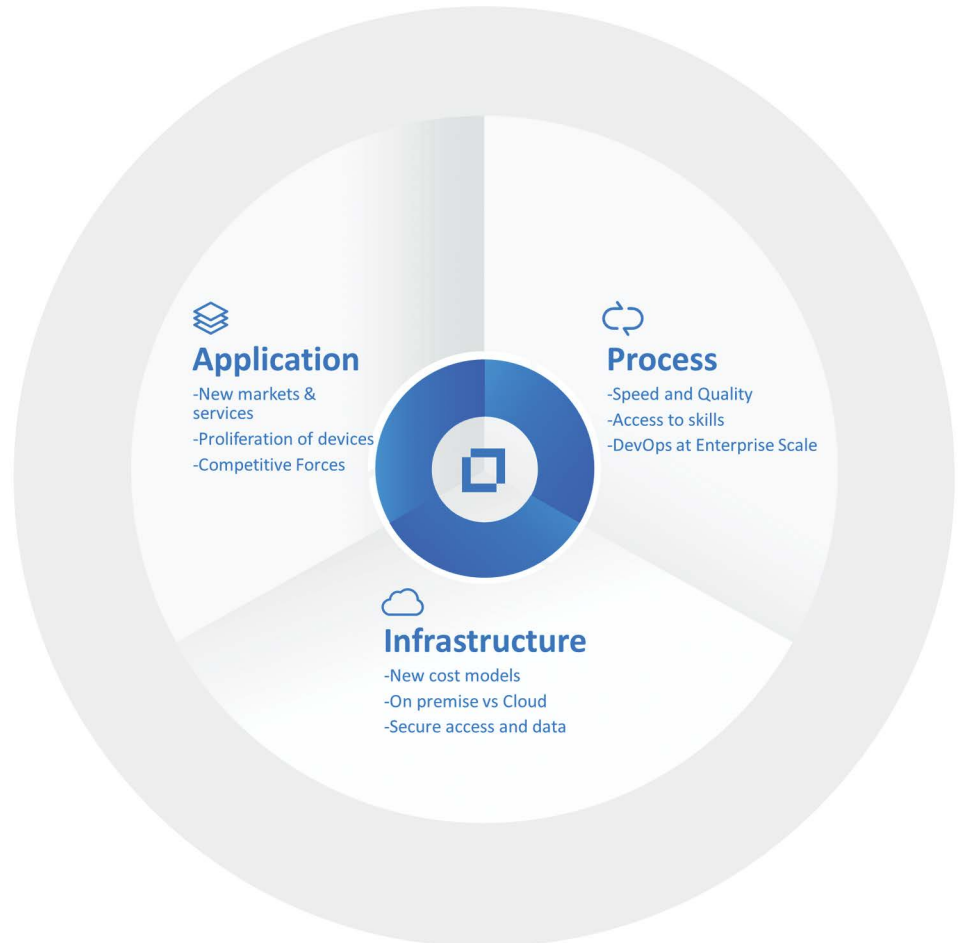 Application
-New markets &
services
-Proliferation of devices
-Competitive Forces
Process
-Speed and Quality
-Access to skills
-DevOps at Enterprise Scale
Infrastructure
-New cost models
-On premise vs Cloud
-Secure access and data